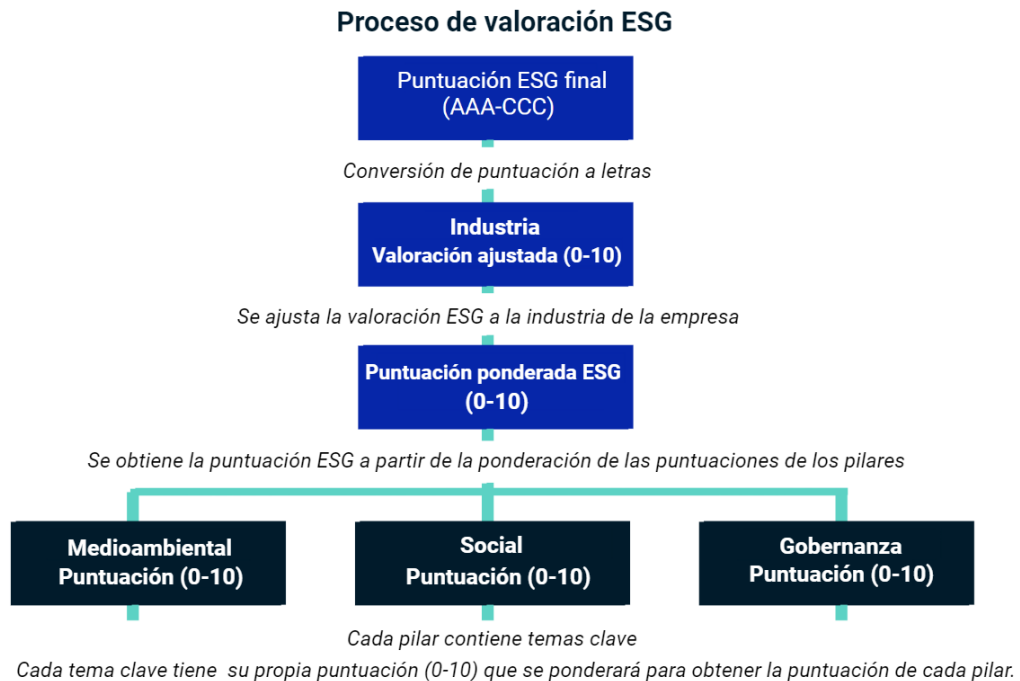 Proceso de valoración ESG
Puntuación ESG final
(AAA-CCC)
Conversión de puntuación a letras
Industria
Valoración ajustada (0-10)
Se ajusta la valoración ESG a la industria de la empresa
Puntuación ponderada ESG
(0-10)
Se obtiene la puntuación ESG a partir de la ponderación de las puntuaciones de los pilares
Medioambiental
Puntuación (0-10)
Social
Puntuación (0-10)
Gobernanza
Puntuación (0-10)
Cada pilar contiene temas clave
Cada tema clave tiene su propia puntuación (0-10) que se ponderará para obtener la puntuación de cada pilar.